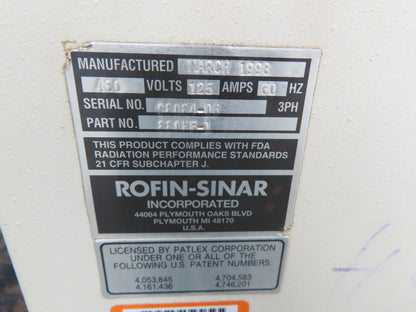 MANUFACTURED MARCH 1998
460 VOLTS 125 AMPS 60 HZ
SERIAL NO. 3PH
PART NO.
THIS PRODUCT COMPLIES WITH FDA
RADIATION PERFORMANCE STANDARDS
21 CFR SUBCHAPTER J.
ROFIN-SINAR
INCORPORATED
44064 PLYMOUTH OAKS BLVD
PLYMOUTH MI 48170
U.S.A.
LICENSED BY PATLEX CORPORATION
UNDER ONE OR ALL OF THE
FOLLOWING U.S. PATENT NUMBERS.
4,053,845 4,704,583
4,161,436 4,746,201